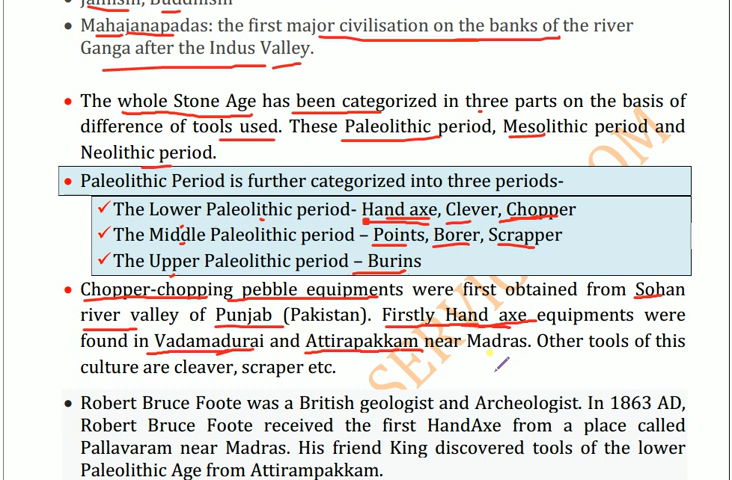 Jainism, Buddhism
• Mahajanapadas: the first major civilisation on the banks of the river
Ganga after the Indus Valley.
• The whole Stone Age has been categorized in three parts on the basis of
difference of tools used. These Paleolithic period, Mesolithic period and
Neolithic period.
• Paleolithic Period is further categorized into three periods-
✓ The Lower Paleolithic period- Hand axe, Clever, Chopper
✓ The Middle Paleolithic period – Points, Borer, Scrapper
✓ The Upper Paleolithic period – Burins
• Chopper-chopping pebble equipments were first obtained from Sohan
river valley of Punjab (Pakistan). Firstly Hand axe equipments were
found in Vadamadurai and Attirapakkam near Madras. Other tools of this
culture are cleaver, scraper etc.
• Robert Bruce Foote was a British geologist and Archeologist. In 1863 AD,
Robert Bruce Foote received the first HandAxe from a place called
Pallavaram near Madras. His friend King discovered tools of the lower
Paleolithic Age from Attirampakkam.